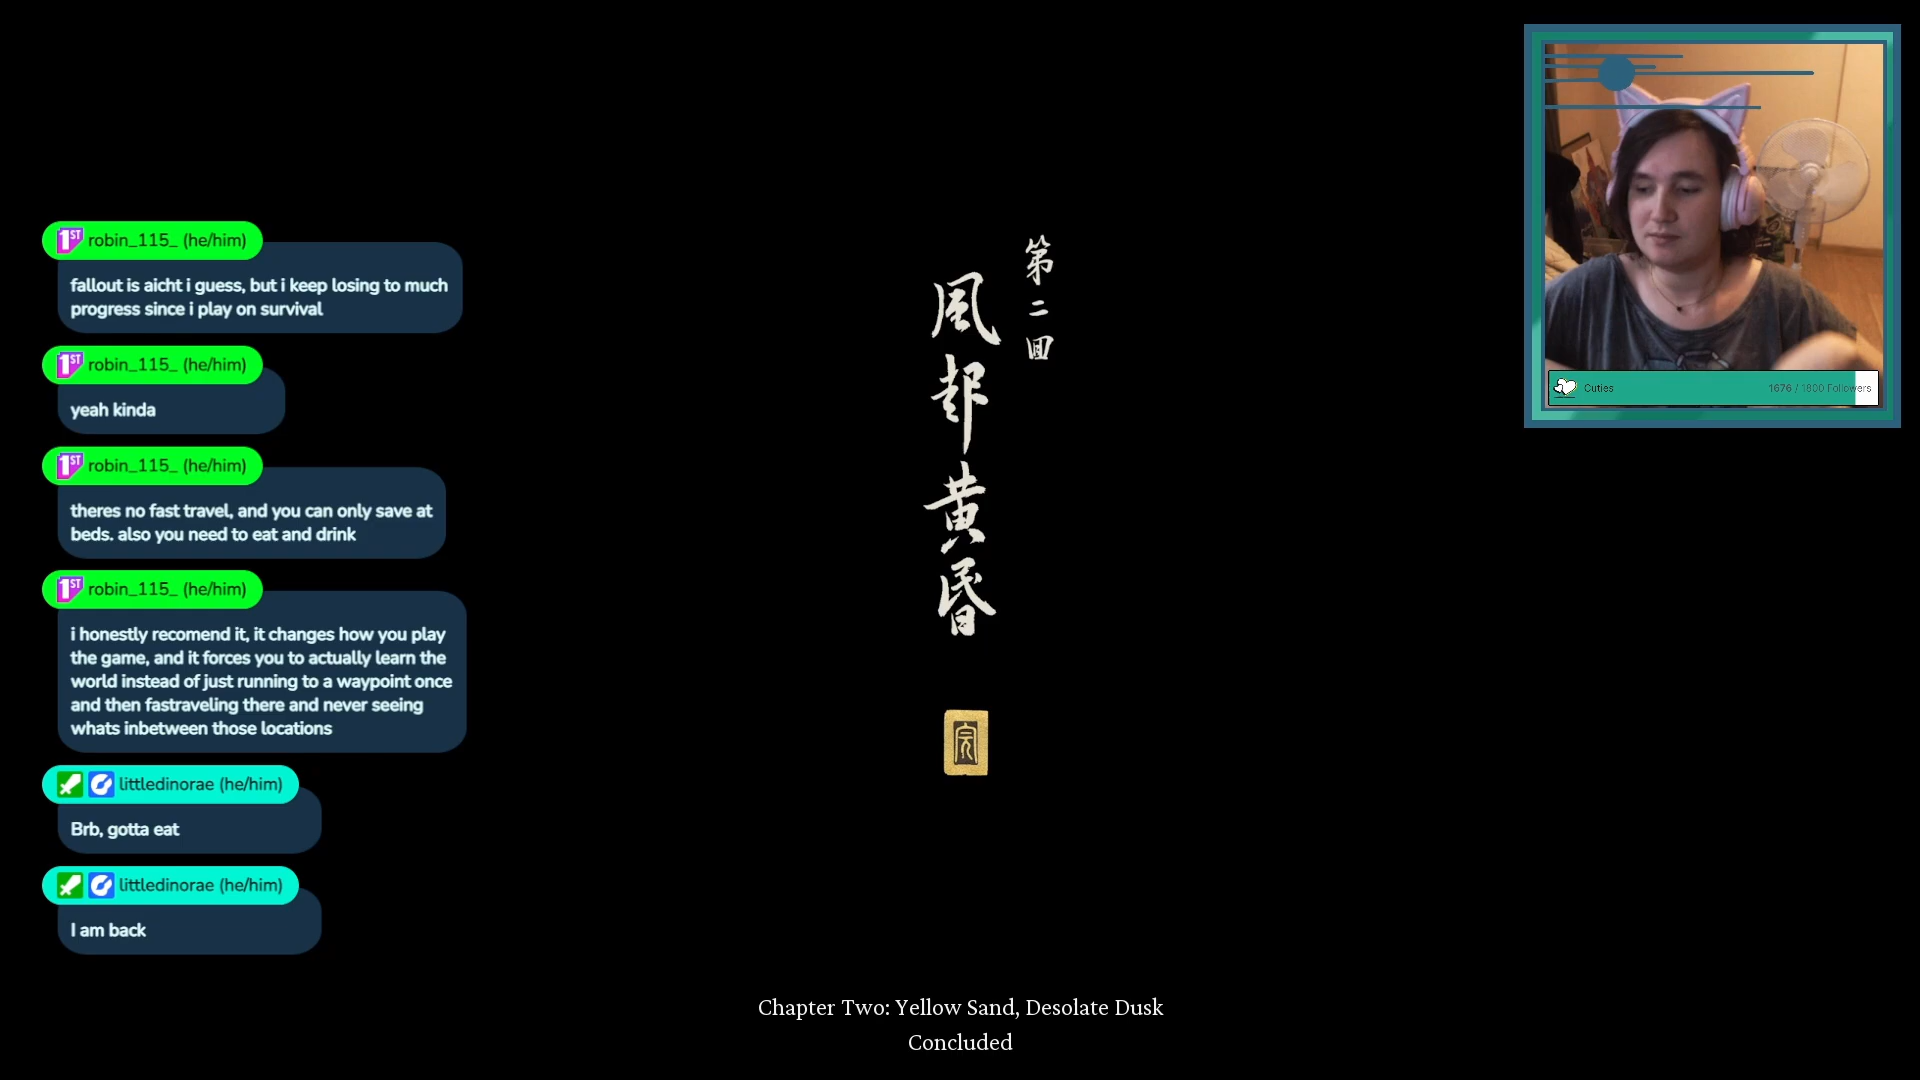 robin_115_ (he/him)
fallout is aicht i guess, but i keep losing to much
progress since i play on survival
robin_115_ (he/him)
yeah kinda
robin_115_ (he/him)
theres no fast travel, and you can only save at
beds. also you need to eat and drink
robin_115_ (he/him)
i honestly recomend it, it changes how you play
the game, and it forces you to actually learn the
world instead of just running to a waypoint once
and then fastraveling there and never seeing
whats inbetween those locations
littledinorae (he/him)
Brb, gotta eat
littledinorae (he/him)
I am back
第二回
風起黄昏
完
Cuties
1676 / 1800 Followers
Chapter Two: Yellow Sand, Desolate Dusk
Concluded